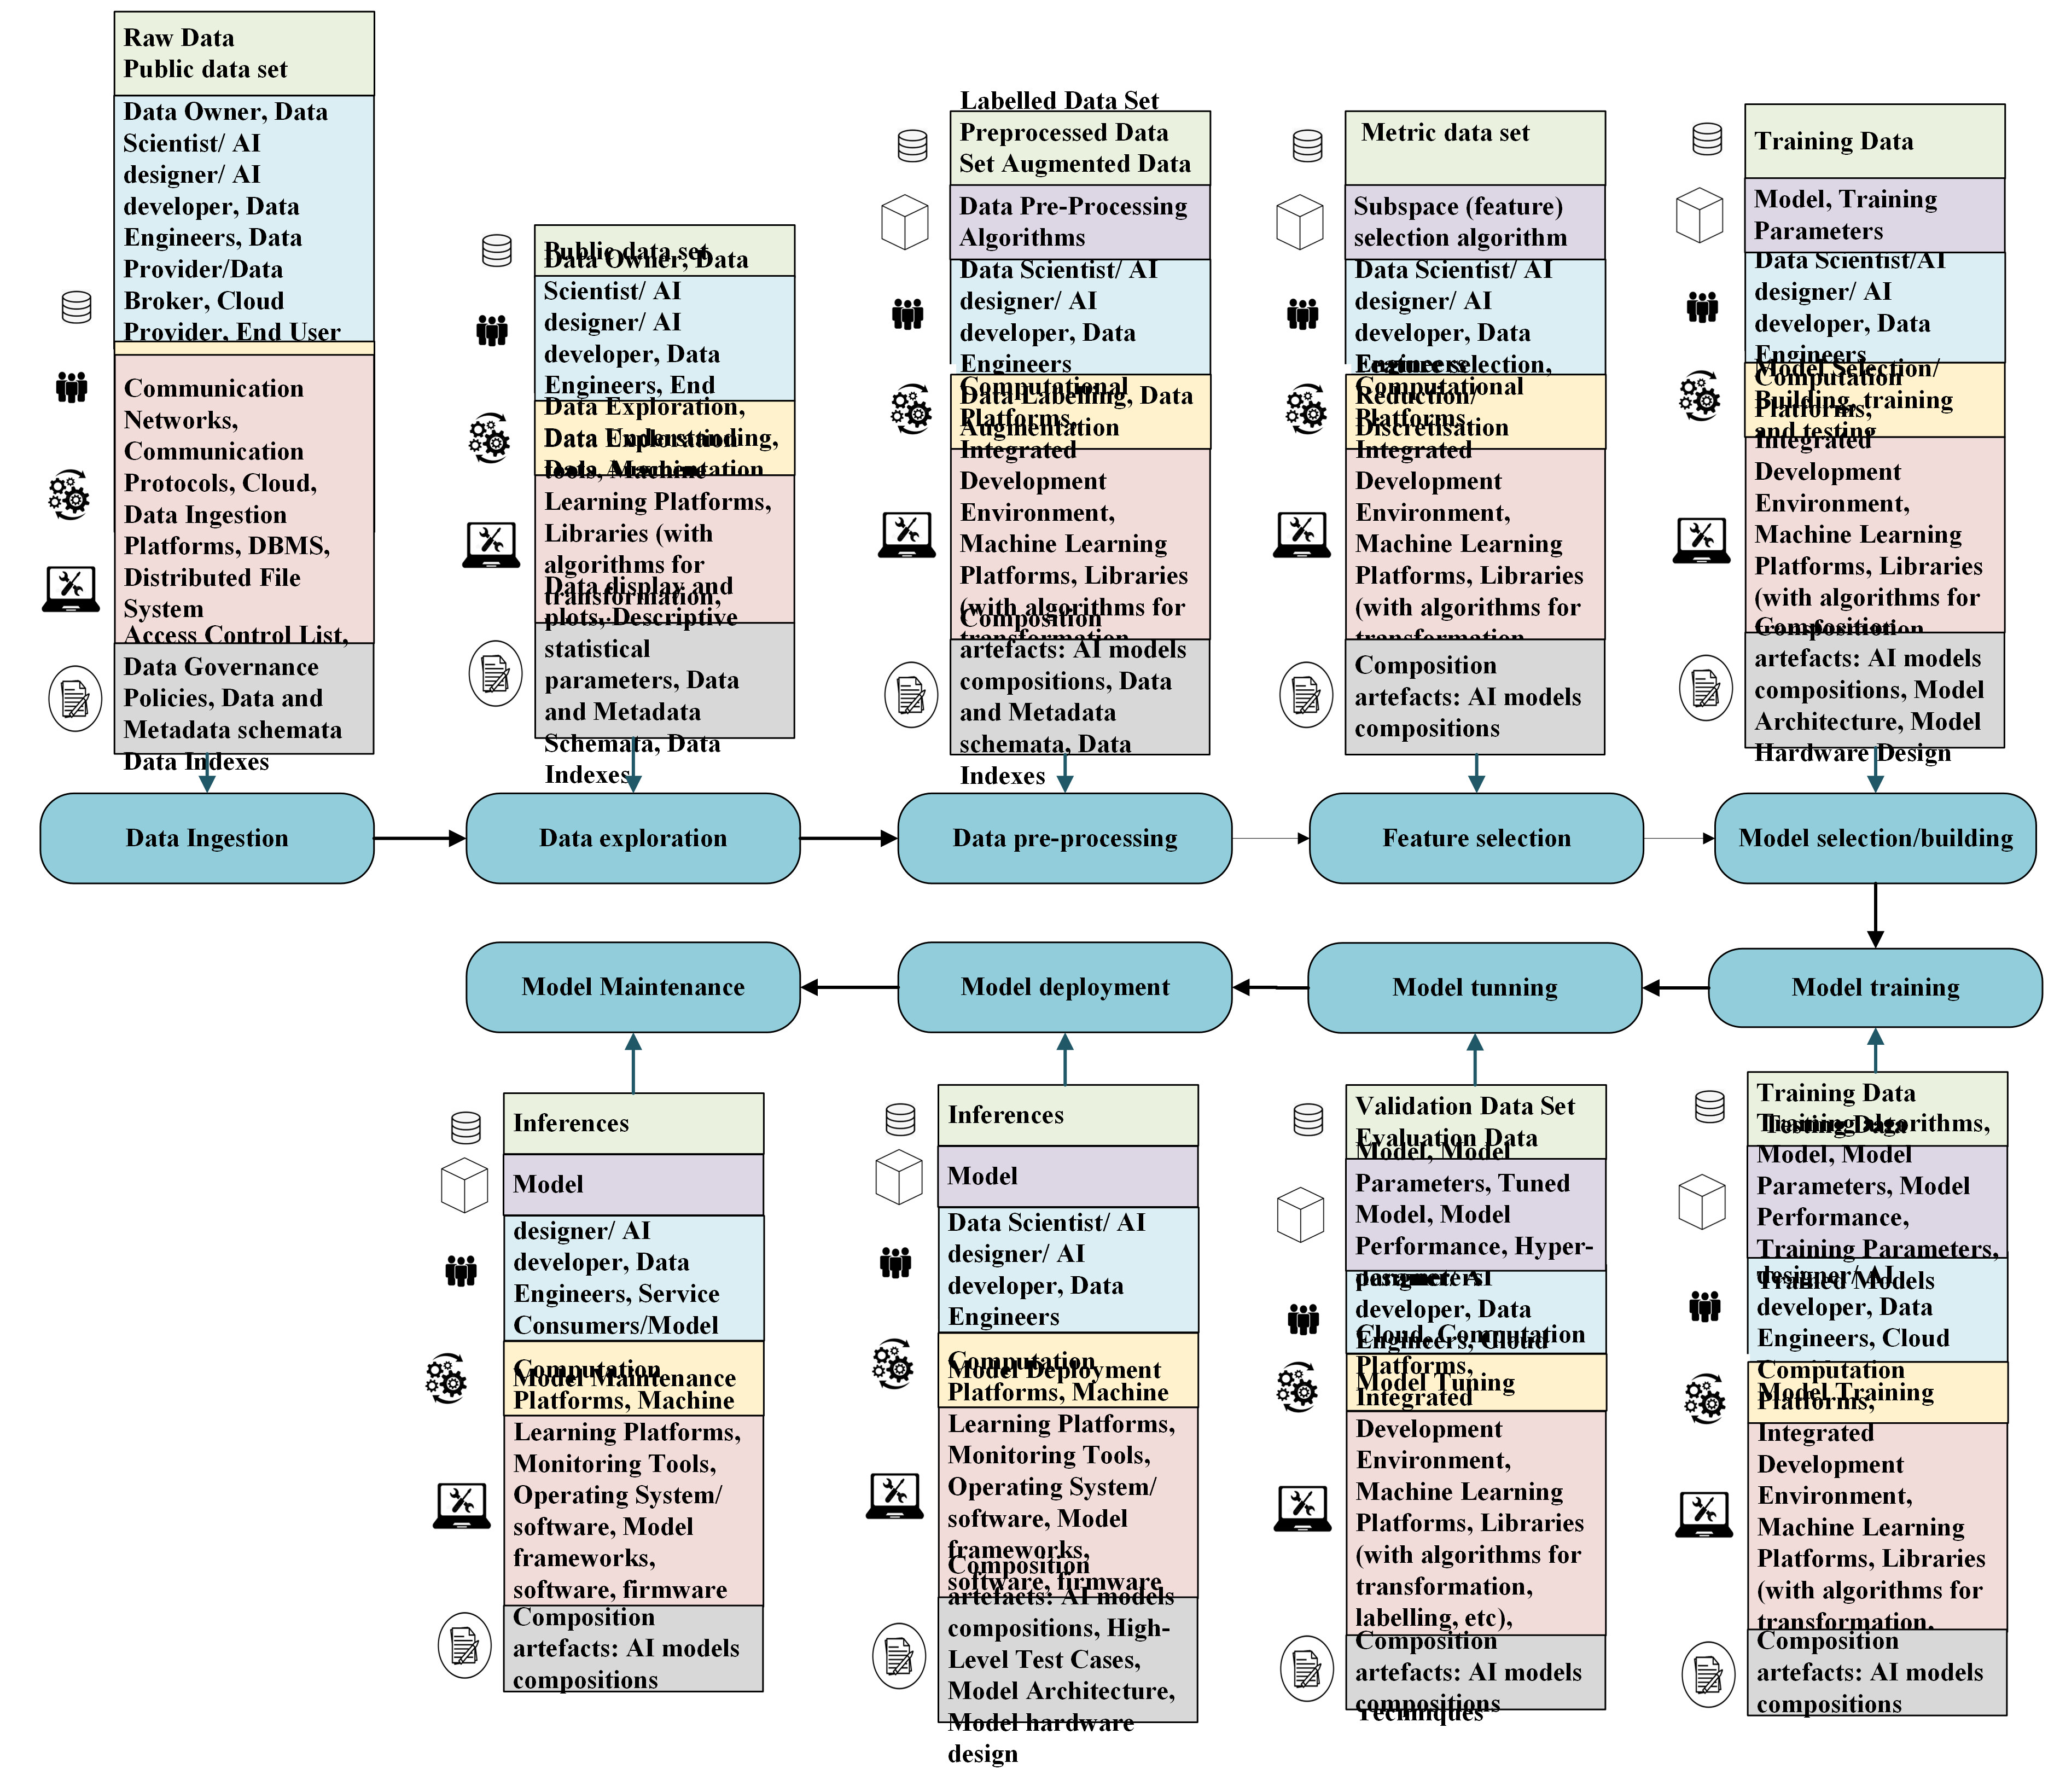 Raw Data
Public data set
Data Owner, Data
Scientist/ AI
designer/ AI
developer, Data
Engineers, Data
Provider/Data
Broker, Cloud
Provider, End User
Communication
Networks,
Communication
Protocols, Cloud,
Data Ingestion
Platforms, DBMS,
Distributed File
System
Access Control List,
Data Governance
Policies, Data and
Metadata schemata
Data Indexes
Public data set
Data Owner, Data
Scientist/ AI
designer/ AI
developer, Data
Engineers, End
Data Exploration,
Data Understanding,
Data Augmentation
Data Exploration
tools, Machine
Learning Platforms,
Libraries (with
algorithms for
transformation,
Data display and
plots, Descriptive
statistical
parameters, Data
and Metadata
Schemata, Data
Indexes
Labelled Data Set
Preprocessed Data
Set Augmented Data
Data Pre-Processing
Algorithms
Data Scientist/ AI
designer/ AI
developer, Data
Engineers
Data Labelling, Data
Augmentation
Computational
Platforms,
Integrated
Development
Environment,
Machine Learning
Platforms, Libraries
(with algorithms for
transformation
Composition
artefacts: AI models
compositions, Data
and Metadata
schemata, Data
Indexes
Metric data set
Subspace (feature)
selection algorithm
Data Scientist/ AI
designer/ AI
developer, Data
Engineers
Feature selection,
Reduction/
Discretisation
Computational
Platforms,
Integrated
Development
Environment,
Machine Learning
Platforms, Libraries
(with algorithms for
transformation
Composition
artefacts: AI models
compositions
Training Data
Model, Training
Parameters
Data Scientist/AI
designer/ AI
developer, Data
Engineers
Model Selection/
Building, training
and testing
Computation
Platforms,
Integrated
Development
Environment,
Machine Learning
Platforms, Libraries
(with algorithms for
transformation
Composition
artefacts: AI models
compositions, Model
Architecture, Model
Hardware Design
Data Ingestion
Data exploration
Data pre-processing
Feature selection
Model selection/building
Model Maintenance
Model deployment
Model tunning
Model training
Inferences
Model
designer/ AI
developer, Data
Engineers, Service
Consumers/Model
Model Maintenance
Computation
Platforms, Machine
Learning Platforms,
Monitoring Tools,
Operating System/
software, Model
frameworks,
software, firmware
Composition
artefacts: AI models
compositions
Inferences
Model
Data Scientist/ AI
designer/ AI
developer, Data
Engineers
Model Deployment
Computation
Platforms, Machine
Learning Platforms,
Monitoring Tools,
Operating System/
software, Model
frameworks,
software, firmware
Composition
artefacts: AI models
compositions, High-
Level Test Cases,
Model Architecture,
Model hardware
design
Validation Data Set
Evaluation Data
Model, Model
Parameters, Tuned
Model, Model
Performance, Hyper-
parameters
designer/ AI
developer, Data
Engineers, Cloud
Model Tuning
Cloud, Computation
Platforms,
Integrated
Development
Environment,
Machine Learning
Platforms, Libraries
(with algorithms for
transformation,
labelling, etc),
Composition
artefacts: AI models
compositions
Techniques
Training Data
Testing Data
Training algorithms,
Model, Model
Parameters, Model
Performance,
Training Parameters,
Trained Models
designer/ AI
developer, Data
Engineers, Cloud
Model Training
Computation
Platforms,
Integrated
Development
Environment,
Machine Learning
Platforms, Libraries
(with algorithms for
transformation,
Composition
artefacts: AI models
compositions